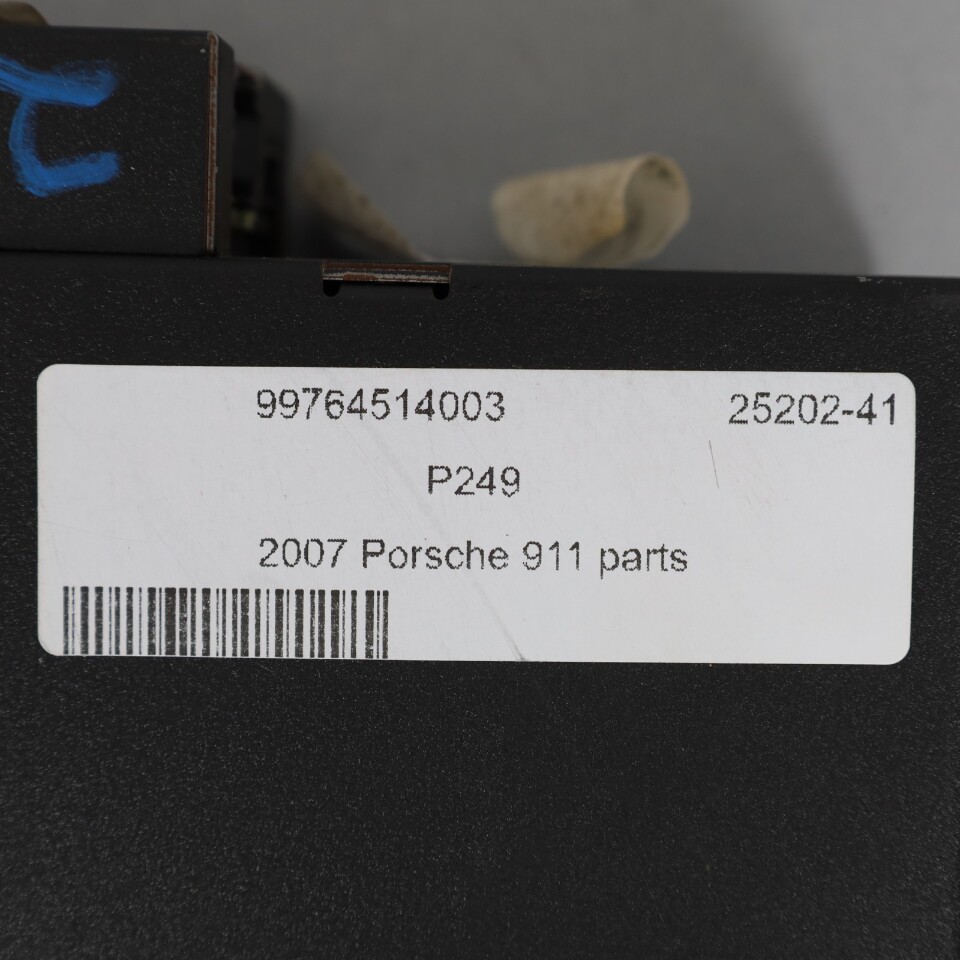 99764514003 25202-41
P249
2007 Porsche 911 parts